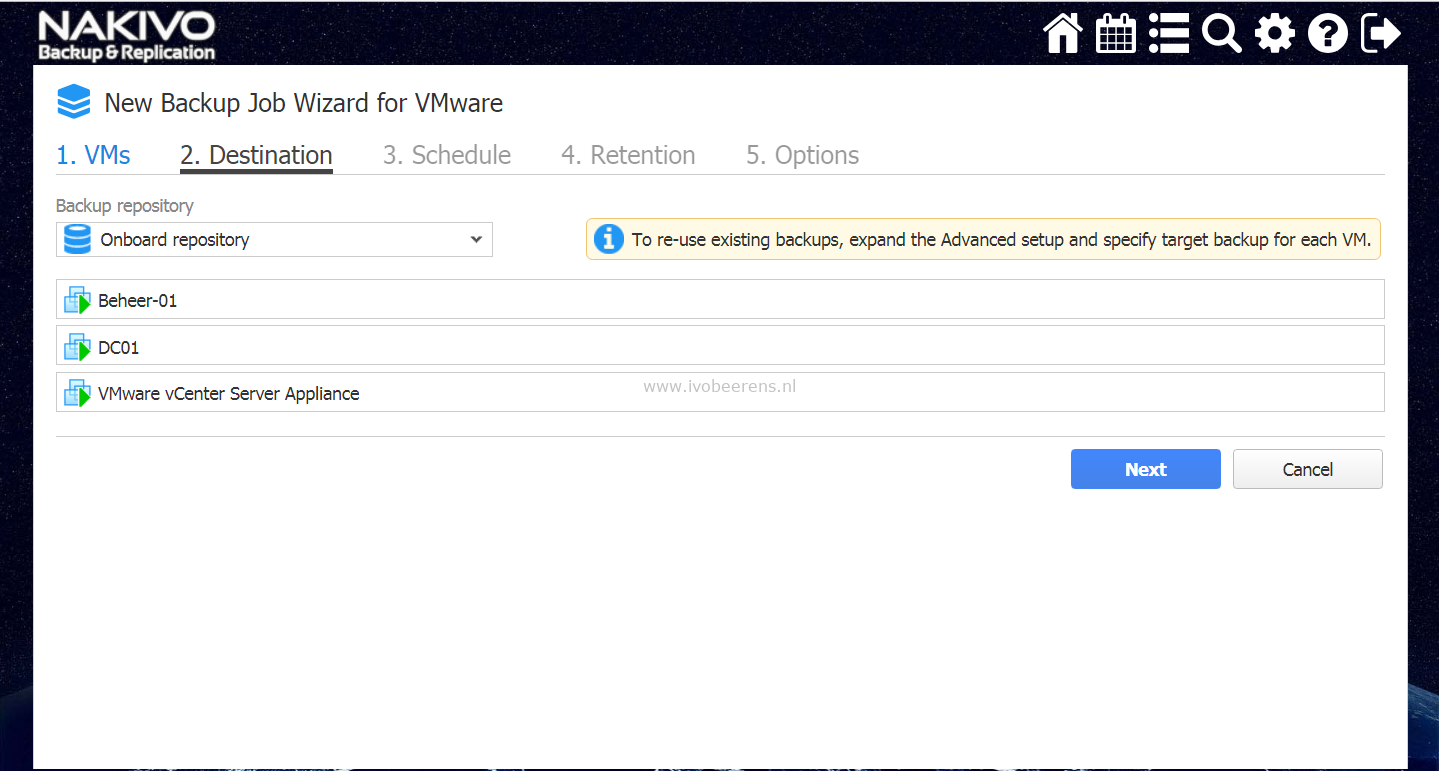 NAKIVO
Backup & Replication
New Backup Job Wizard for VMware
1. VMs 2. Destination 3. Schedule 4. Retention 5. Options
Backup repository
Onboard repository
To re-use existing backups, expand the Advanced setup and specify target backup for each VM.
Beheer-01
DC01
www.ivobeerens.nl
VMware vCenter Server Appliance
Next Cancel